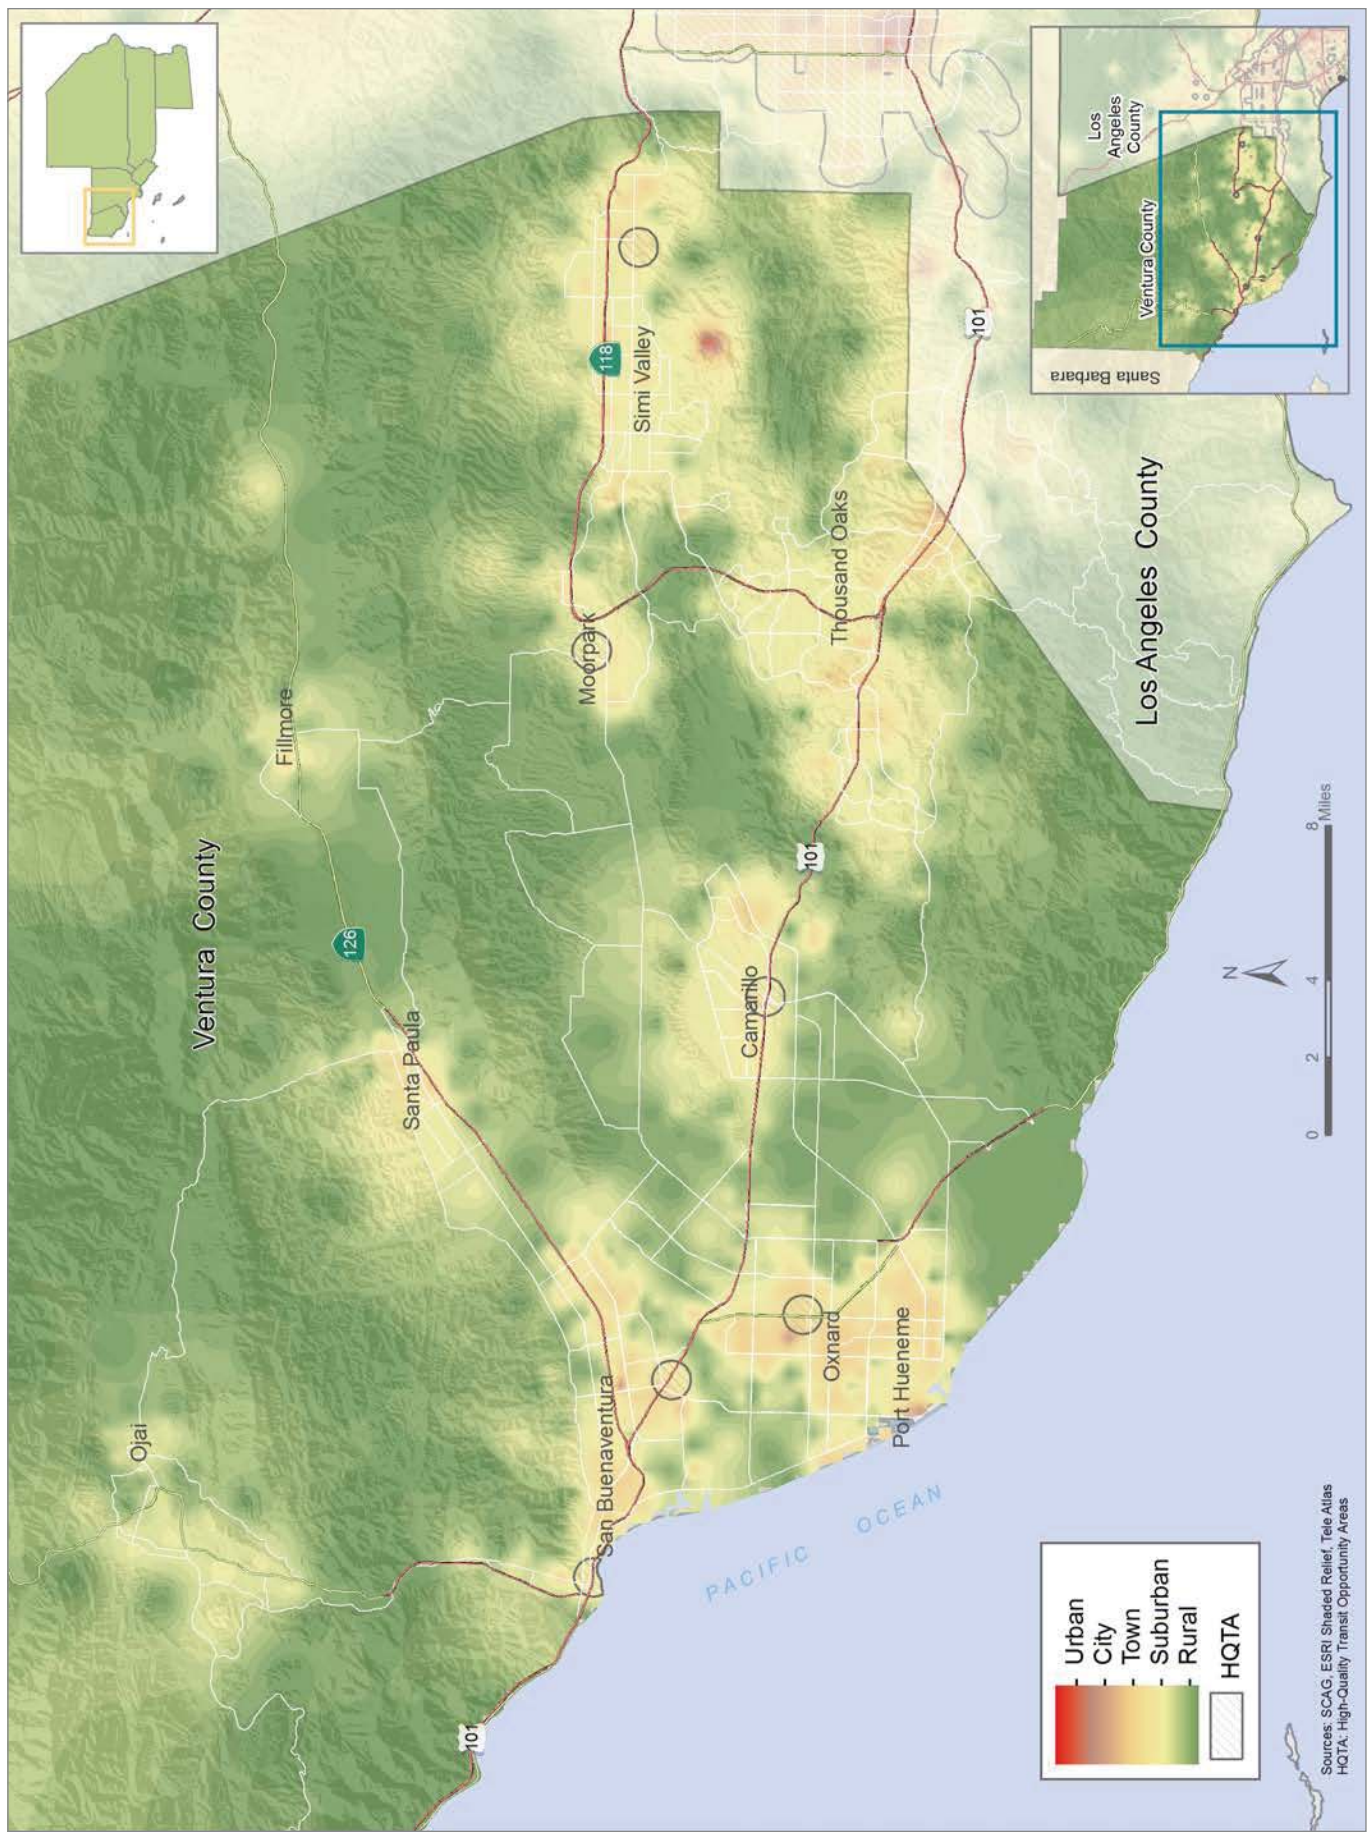 Ventura County
Ojai
Fillmore
126
Santa Paula
Moorpark
118
Simi Valley
San Buenaventura
Camarillo
101
Thousand Oaks
Oxnard
Port Hueneme
101
101
Los Angeles County
PACIFIC OCEAN
N
0 2 4 8
Miles
Urban
City
Town
Suburban
Rural
HQTA
Sources: SCAG, ESRI Shaded Relief, Tele Atlas
HQTA: High-Quality Transit Opportunity Areas
Santa Barbara
Ventura County
Los
Angeles
County